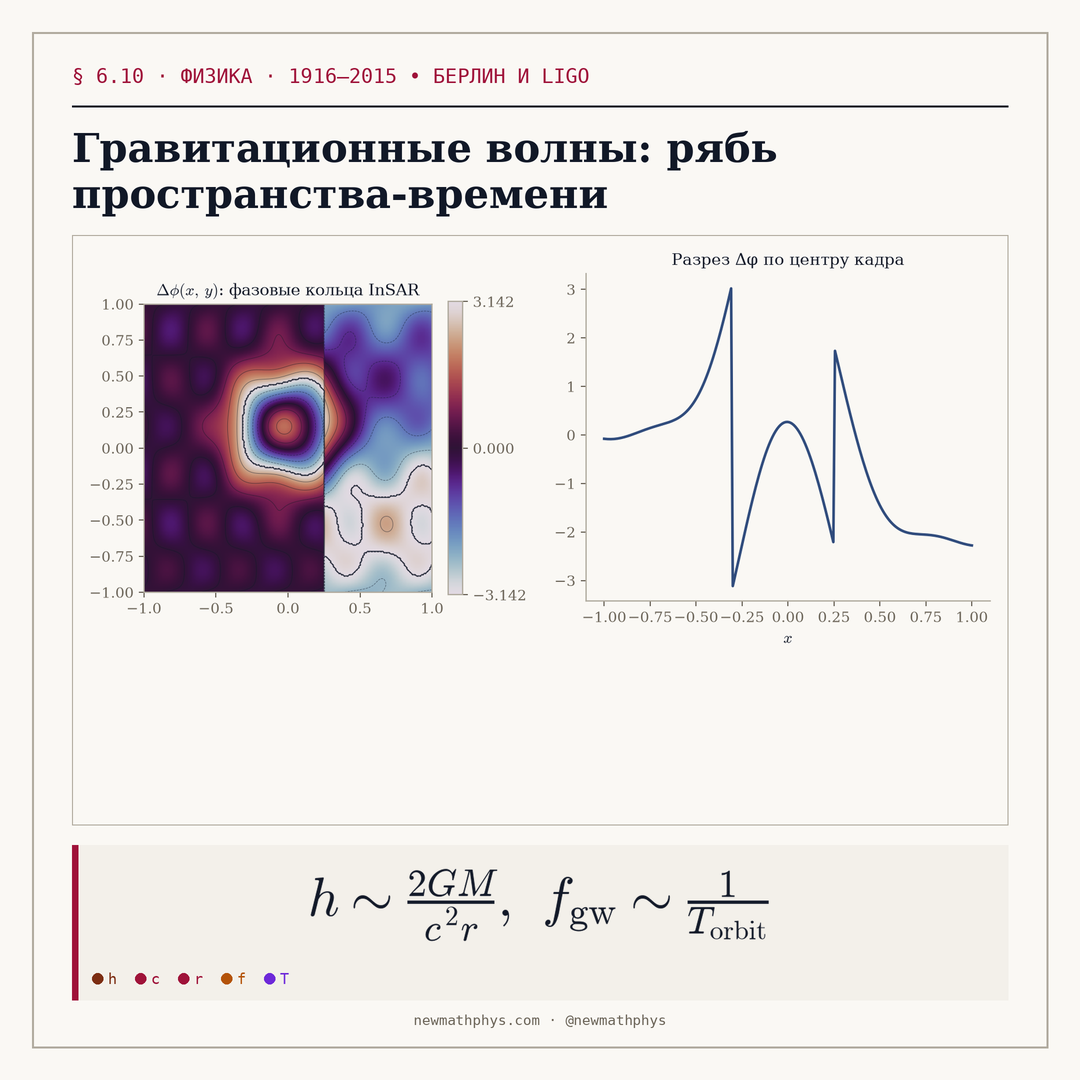 § 6.10 · ФИЗИКА · 1916–2015 • БЕРЛИН И LIGO
Гравитационные волны: рябь
пространства-времени
Δϕ(x, y): фазовые кольца InSAR
1.00
0.75
0.50
0.25
0.00
−0.25
−0.50
−0.75
−1.00
−1.0 −0.5 0.0 0.5 1.0
3.142
0.000
−3.142
Разрез Δφ по центру кадра
3
2
1
0
−1
−2
−3
−1.00 −0.75 −0.50 −0.25 0.00 0.25 0.50 0.75 1.00
x
h ∼ 2GM/c²r, f_gw ∼ 1/T_orbit
h c r f T
newmathphys.com · @newmathphys